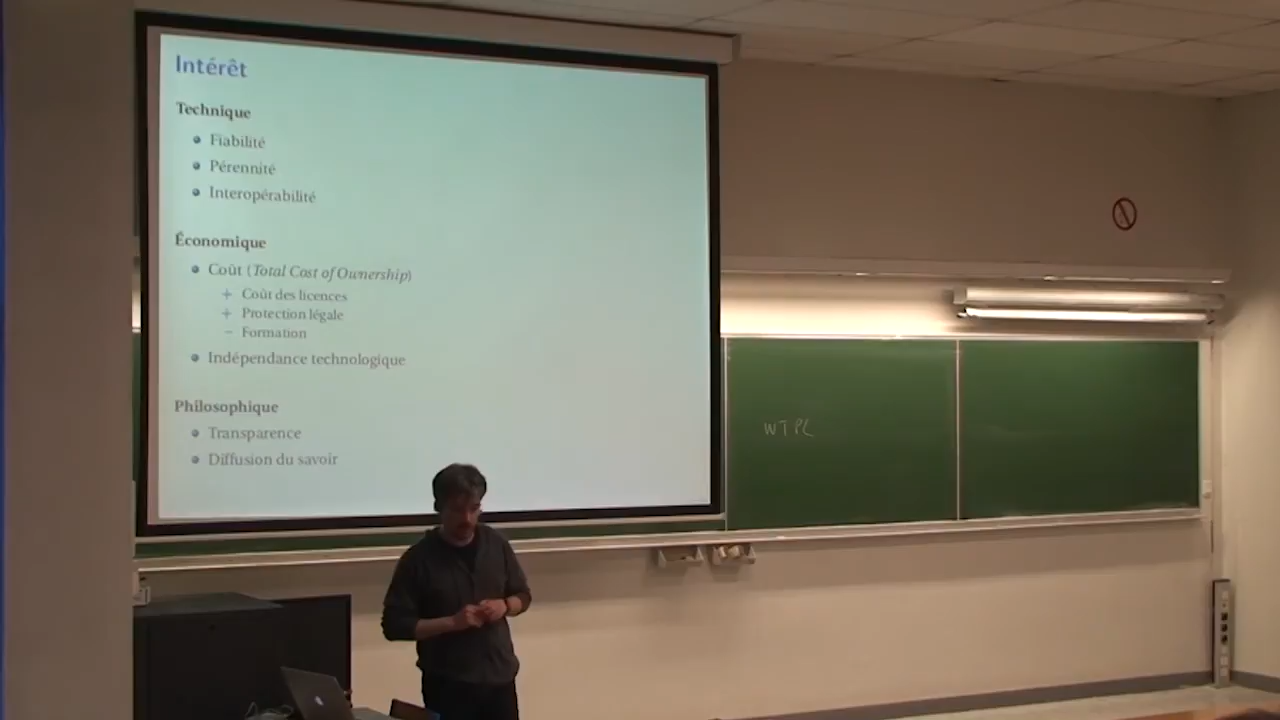 Intérêt
Technique
Fiabilité
Pérennité
Interopérabilité
Économique
Coût (Total Cost of Ownership)
+ Coût des licences
+ Protection légale
− Formation
Indépendance technologique
Philosophique
Transparence
Diffusion du savoir
WTPL